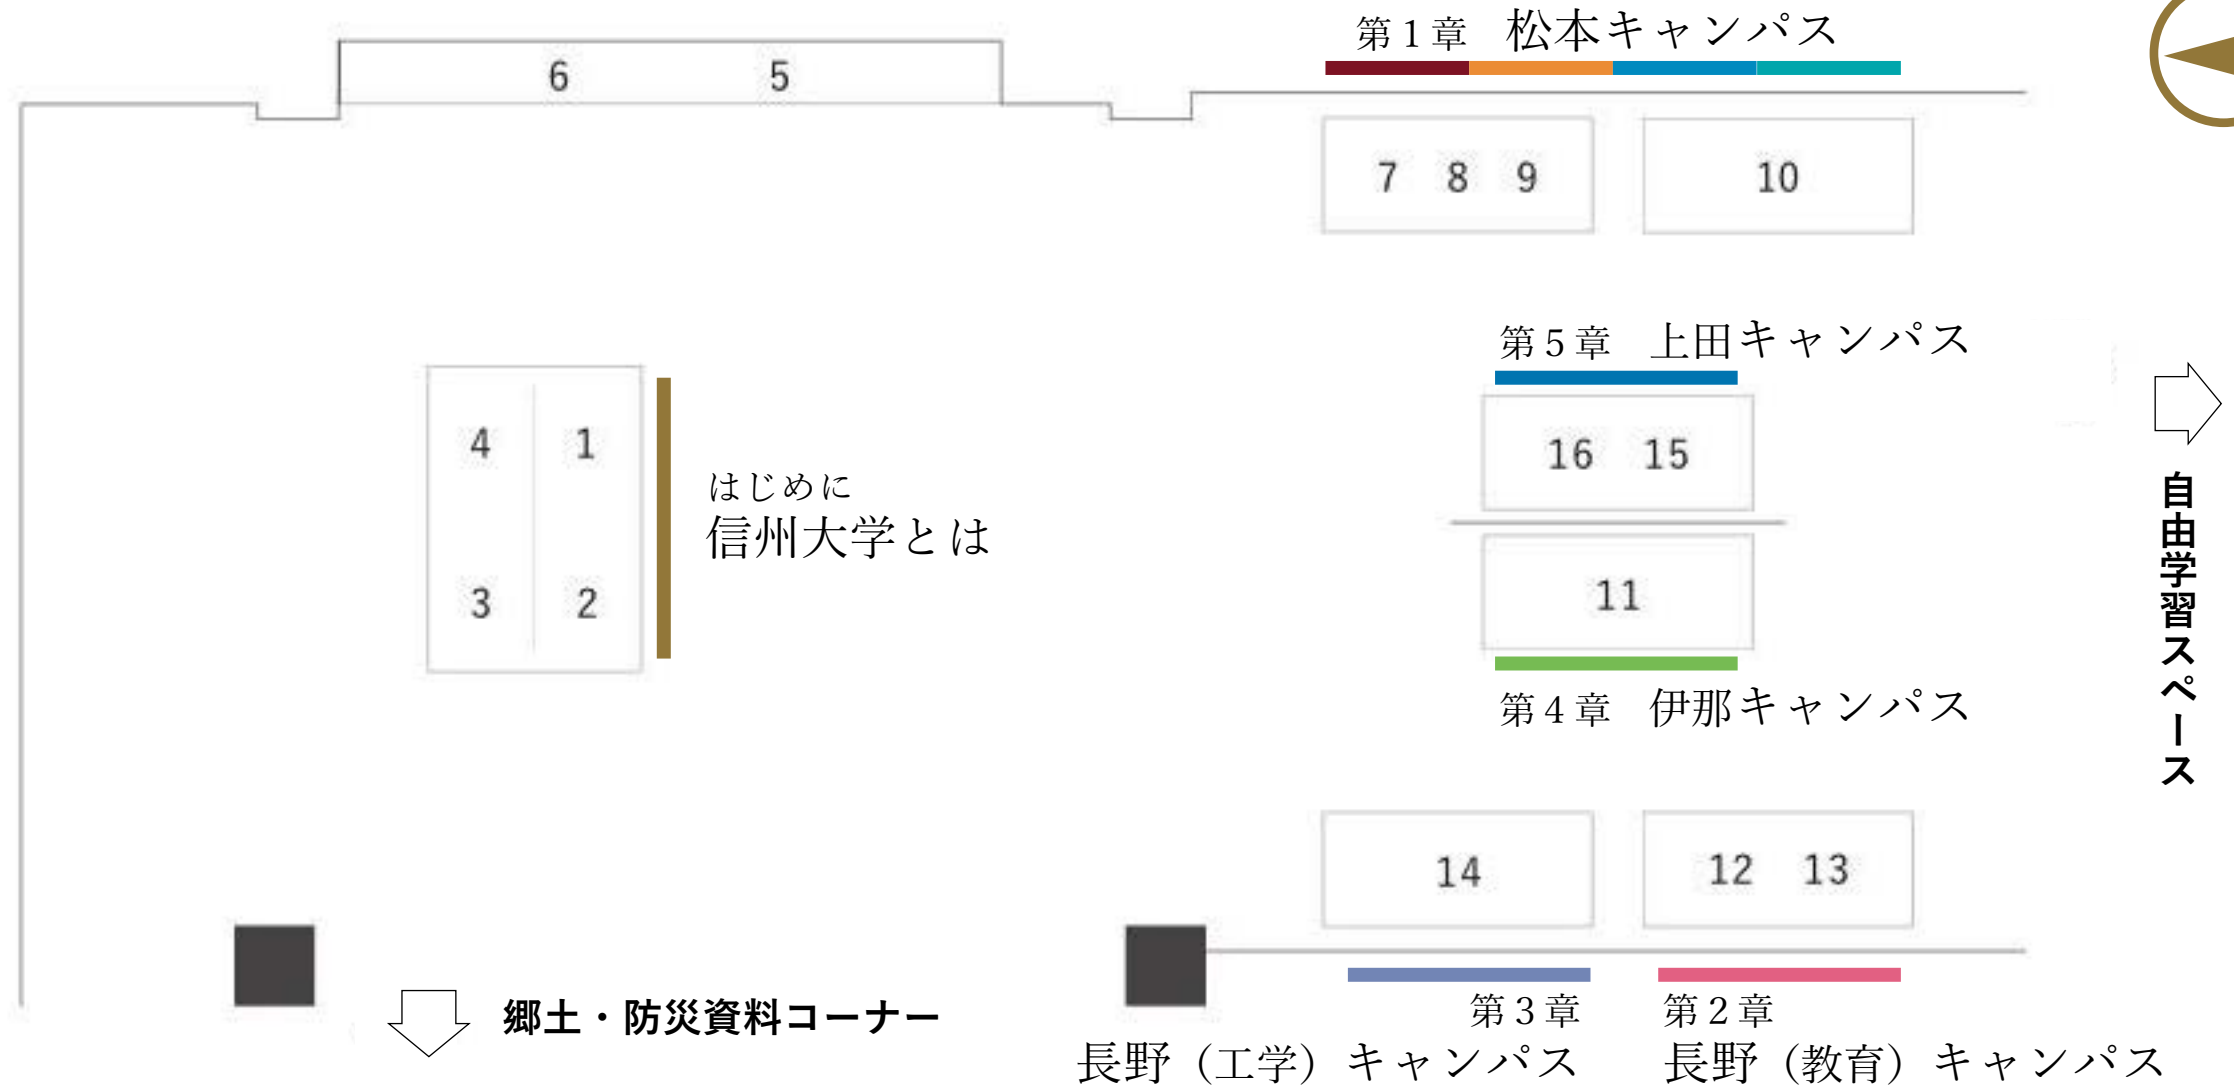 第1章 松本キャンパス
6 5
7 8 9
10
第5章 上田キャンパス
16 15
4 1
3 2
はじめに
信州大学とは
11
第4章 伊那キャンパス
自由学習スペース
14
12 13
郷土・防災資料コーナー
第3章
長野（工学）キャンパス
第2章
長野（教育）キャンパス